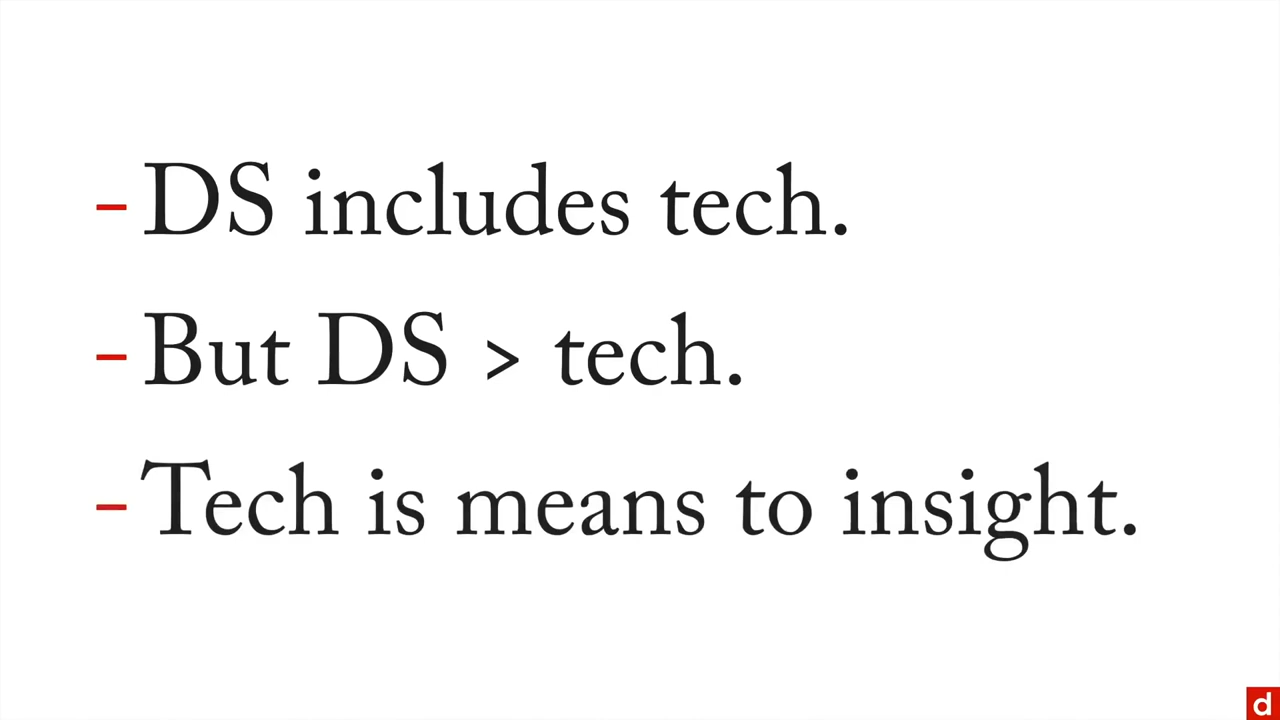 - DS includes tech.
- But DS > tech.
- Tech is means to insight.
d